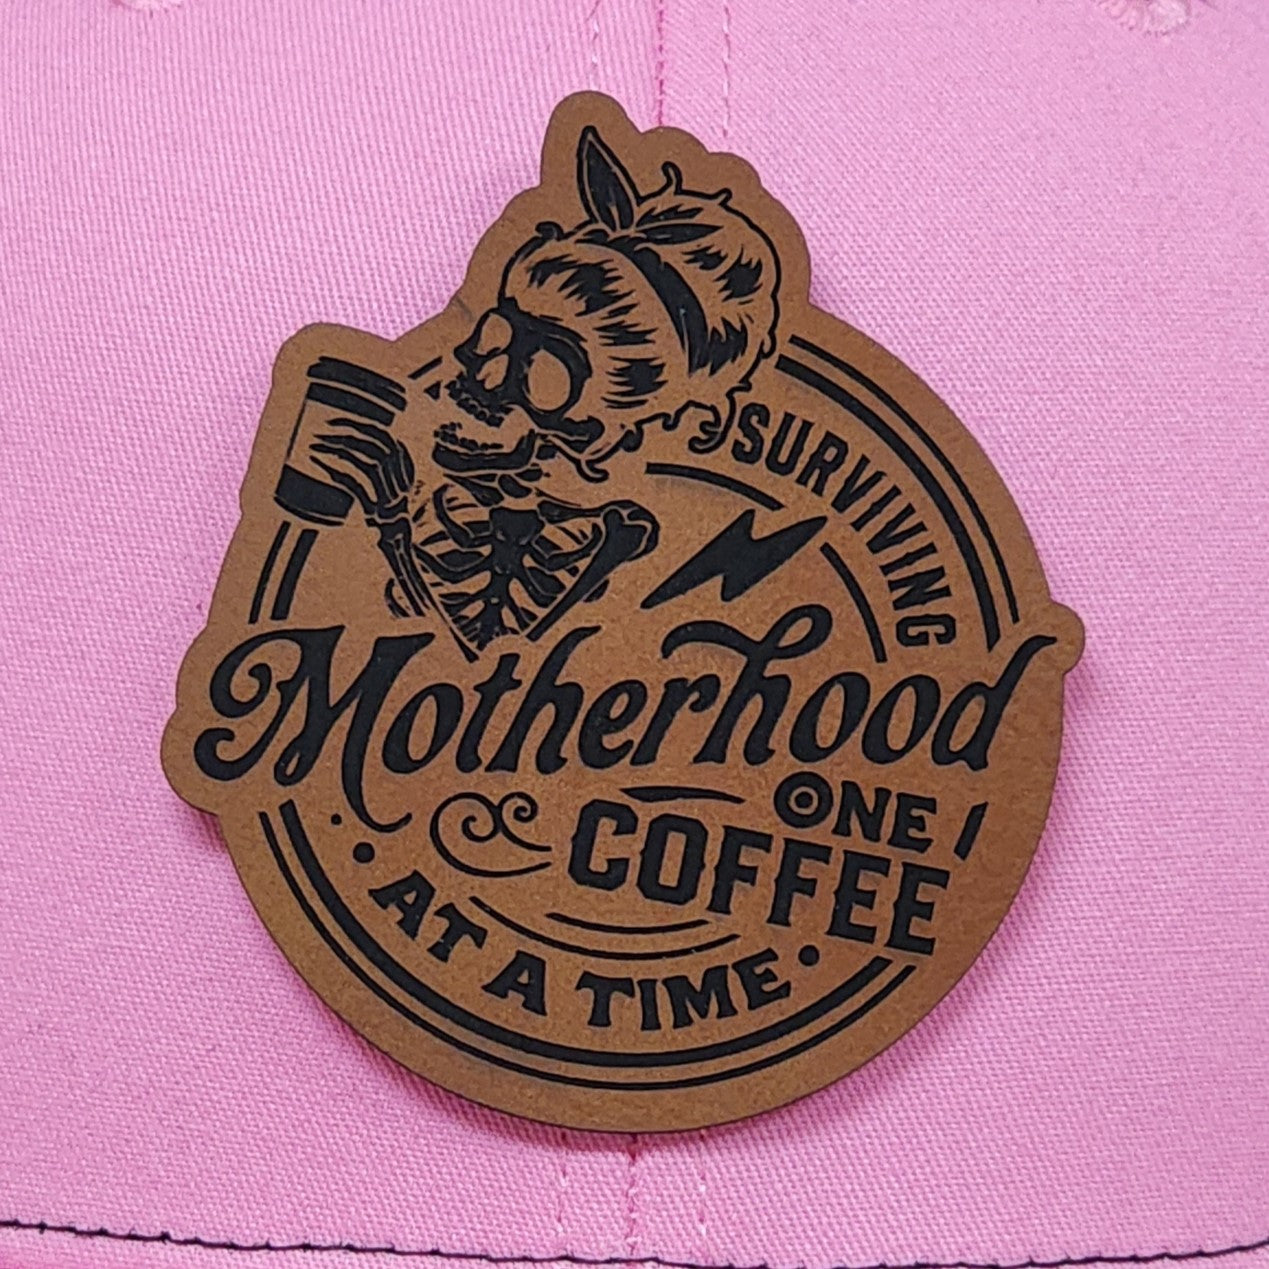 SURVIVING
Motherhood
ONE
COFFEE
AT A TIME